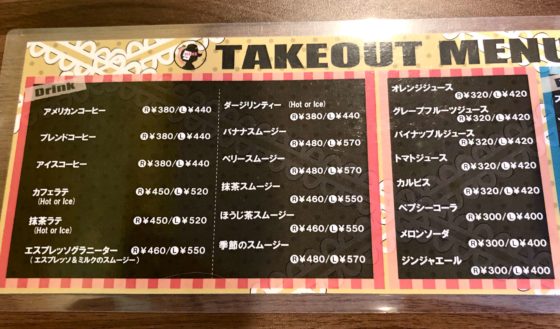 TAKEOUT MENU
Drink
アメリカンコーヒー
Ⓡ¥380/Ⓛ¥440
ブレンドコーヒー
Ⓡ¥380/Ⓛ¥440
アイスコーヒー
Ⓡ¥380/Ⓛ¥440
カフェラテ
(Hot or Ice)
Ⓡ¥450/Ⓛ¥520
抹茶ラテ
(Hot or Ice)
Ⓡ¥450/Ⓛ¥520
エスプレッソグラニーター
(エスプレッソ&ミルクのスムージー)
Ⓡ¥460/Ⓛ¥550
ダージリンティー (Hot or Ice)
Ⓡ¥380/Ⓛ¥440
バナナスムージー
Ⓡ¥480/Ⓛ¥570
ベリースムージー
Ⓡ¥480/Ⓛ¥570
抹茶スムージー
Ⓡ¥460/Ⓛ¥550
ほうじ茶スムージー
Ⓡ¥460/Ⓛ¥550
季節のスムージー
Ⓡ¥480/Ⓛ¥570
オレンジジュース
Ⓡ¥320/Ⓛ¥420
グレープフルーツジュース
Ⓡ¥320/Ⓛ¥420
パイナップルジュース
Ⓡ¥320/Ⓛ¥420
トマトジュース
Ⓡ¥320/Ⓛ¥420
カルピス
Ⓡ¥320/Ⓛ¥420
ペプシーコーラ
Ⓡ¥300/Ⓛ¥400
メロンソーダ
Ⓡ¥300/Ⓛ¥400
ジンジャエール
Ⓡ¥300/Ⓛ¥400